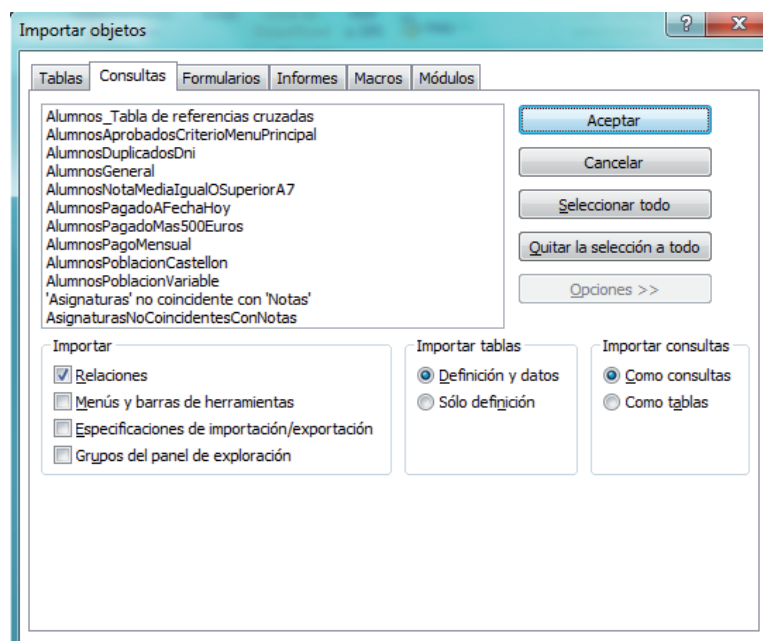 Importar objetos
Tablas Consultas Formularios Informes Macros Módulos
Alumnos_Tabla de referencias cruzadas
AlumnosAprobadosCriterioMenuPrincipal
AlumnosDuplicadosDni
AlumnosGeneral
AlumnosNotaMediaIgualOSuperiorA7
AlumnosPagadoAFechaHoy
AlumnosPagadoMas500Euros
AlumnosPagoMensual
AlumnosPoblacionCastellon
AlumnosPoblacionVariable
'Asignaturas' no coincidente con 'Notas'
AsignaturasNoCoincidentesConNotas
Aceptar
Cancelar
Seleccionar todo
Quitar la selección a todo
Opciones >>
Importar
Relaciones
Menús y barras de herramientas
Especificaciones de importación/exportación
Grupos del panel de exploración
Importar tablas
Definición y datos
Sólo definición
Importar consultas
Como consultas
Como tablas